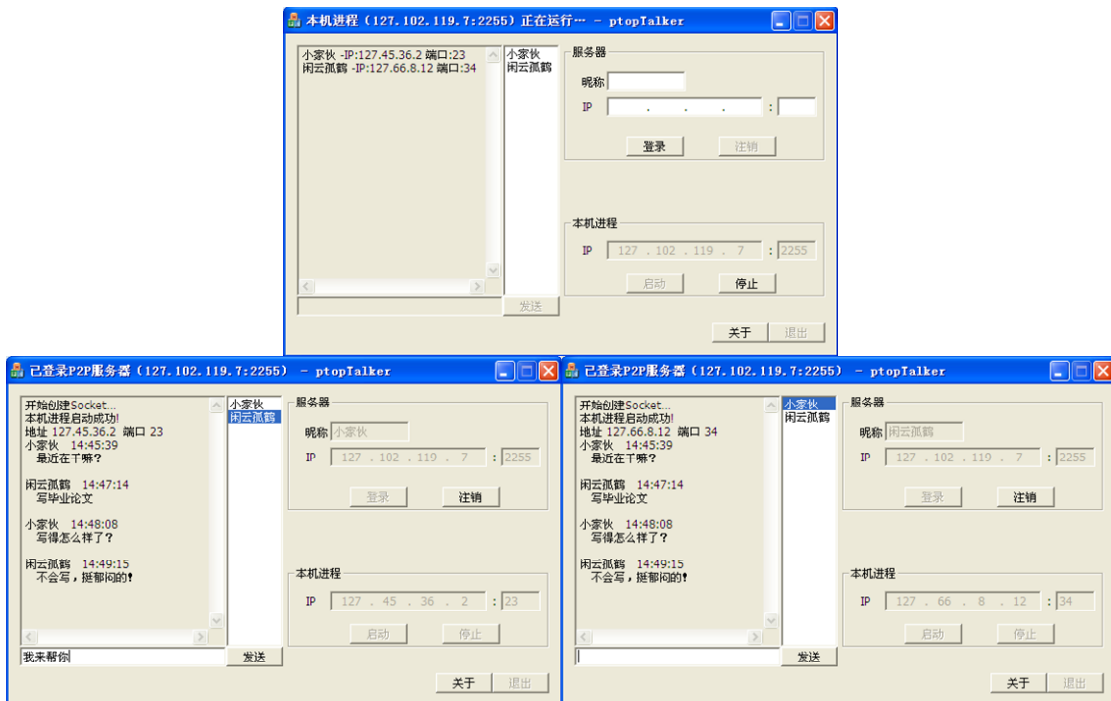 本机进程（127.102.119.7:2255）正在运行… - ptopTalker
小家伙 -IP:127.45.36.2 端口:23
闲云孤鹤 -IP:127.66.8.12 端口:34
小家伙
闲云孤鹤
服务器
昵称
IP . . . :
登录 注销
本机进程
IP 127 . 102 . 119 . 7 : 2255
启动 停止
发送
关于 退出
已登录P2P服务器（127.102.119.7:2255） - ptopTalker
开始创建Socket...
本机进程启动成功!
地址 127.45.36.2 端口 23
小家伙 14:45:39
最近在干嘛?
闲云孤鹤 14:47:14
写毕业论文
小家伙 14:48:08
写得怎么样了?
闲云孤鹤 14:49:15
不会写，挺郁闷的!
小家伙
闲云孤鹤
服务器
昵称 小家伙
IP 127 . 102 . 119 . 7 : 2255
登录 注销
本机进程
IP 127 . 45 . 36 . 2 : 23
启动 停止
我来帮你 发送
关于 退出
已登录P2P服务器（127.102.119.7:2255） - ptopTalker
开始创建Socket...
本机进程启动成功!
地址 127.66.8.12 端口 34
小家伙 14:45:39
最近在干嘛?
闲云孤鹤 14:47:14
写毕业论文
小家伙 14:48:08
写得怎么样了?
闲云孤鹤 14:49:15
不会写，挺郁闷的!
小家伙
闲云孤鹤
服务器
昵称 闲云孤鹤
IP 127 . 102 . 119 . 7 : 2255
登录 注销
本机进程
IP 127 . 66 . 8 . 12 : 34
启动 停止
发送
关于 退出